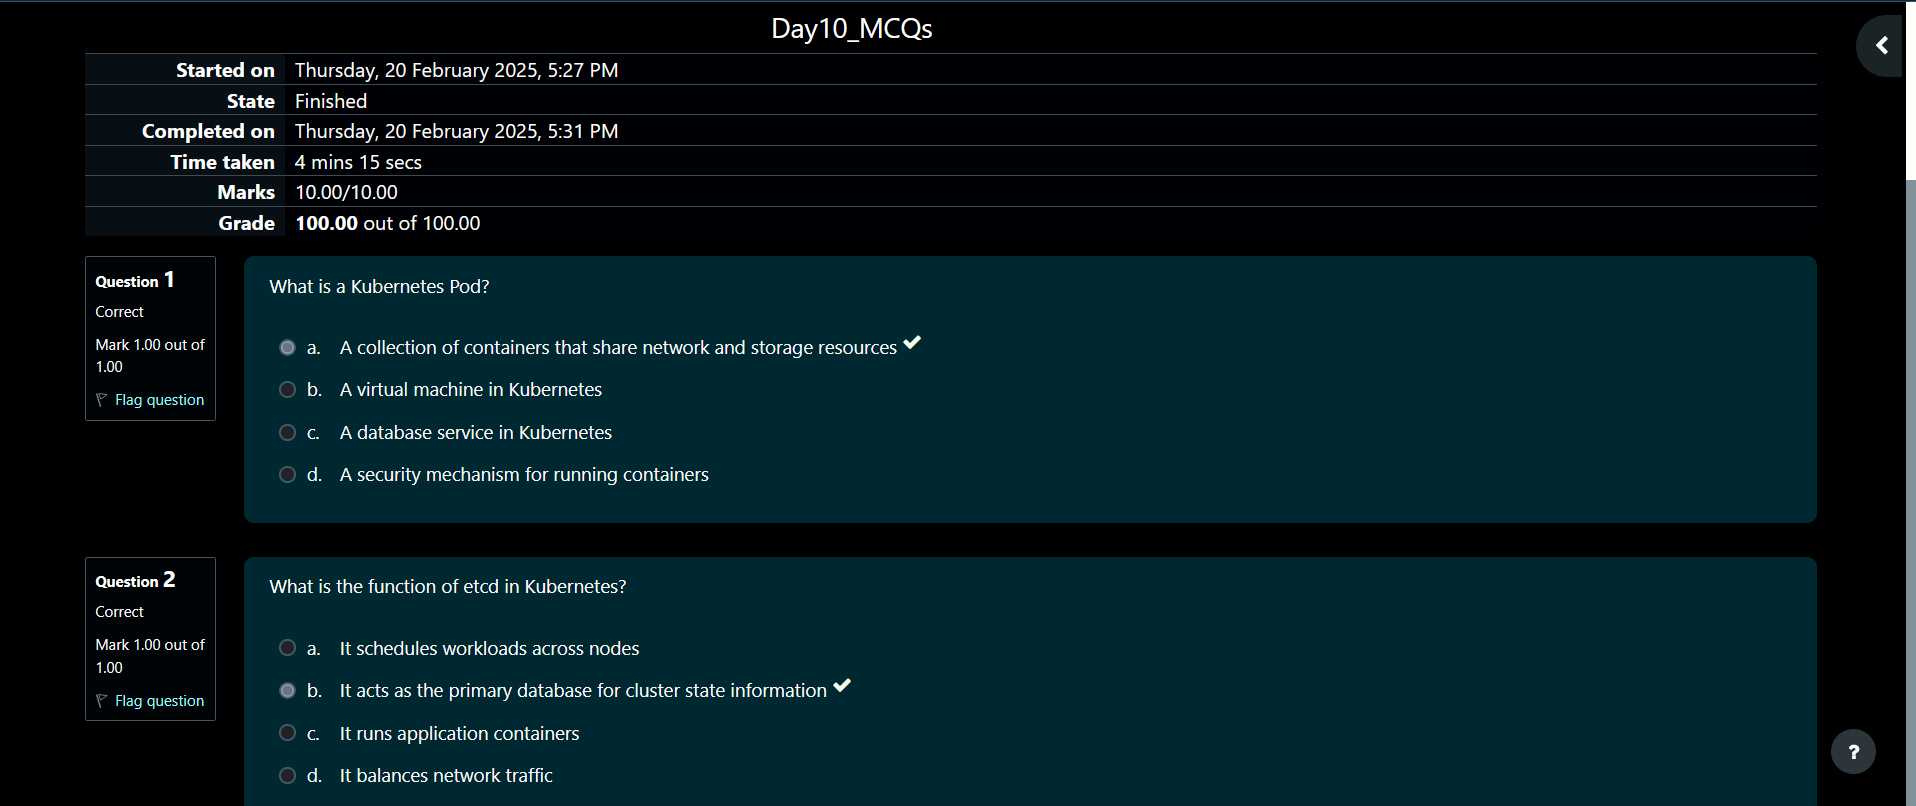 Day10_MCQs
Started on Thursday, 20 February 2025, 5:27 PM
State Finished
Completed on Thursday, 20 February 2025, 5:31 PM
Time taken 4 mins 15 secs
Marks 10.00/10.00
Grade 100.00 out of 100.00
Question 1
Correct
Mark 1.00 out of
1.00
Flag question
What is a Kubernetes Pod?
a. A collection of containers that share network and storage resources
b. A virtual machine in Kubernetes
c. A database service in Kubernetes
d. A security mechanism for running containers
Question 2
Correct
Mark 1.00 out of
1.00
Flag question
What is the function of etcd in Kubernetes?
a. It schedules workloads across nodes
b. It acts as the primary database for cluster state information
c. It runs application containers
d. It balances network traffic
?